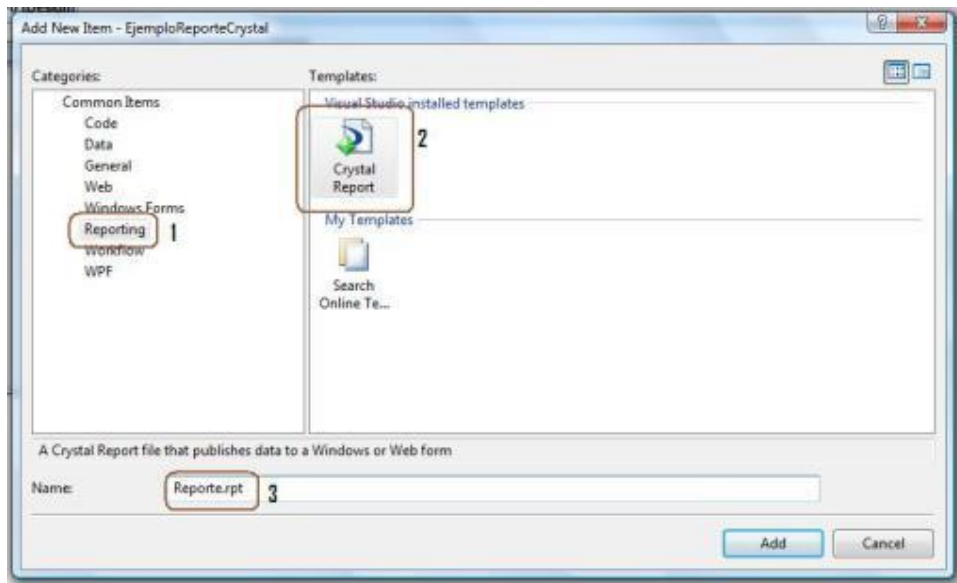 Add New Item - EjemploReporteCrystal
Categories:
Templates:
Common Items
Code
Data
General
Web
Windows Forms
Reporting
1
Workflow
WPF
Visual Studio installed templates
Crystal
Report
2
My Templates
Search
Online Te...
A Crystal Report file that publishes data to a Windows or Web form
Name:
Reporte.rpt
3
Add
Cancel